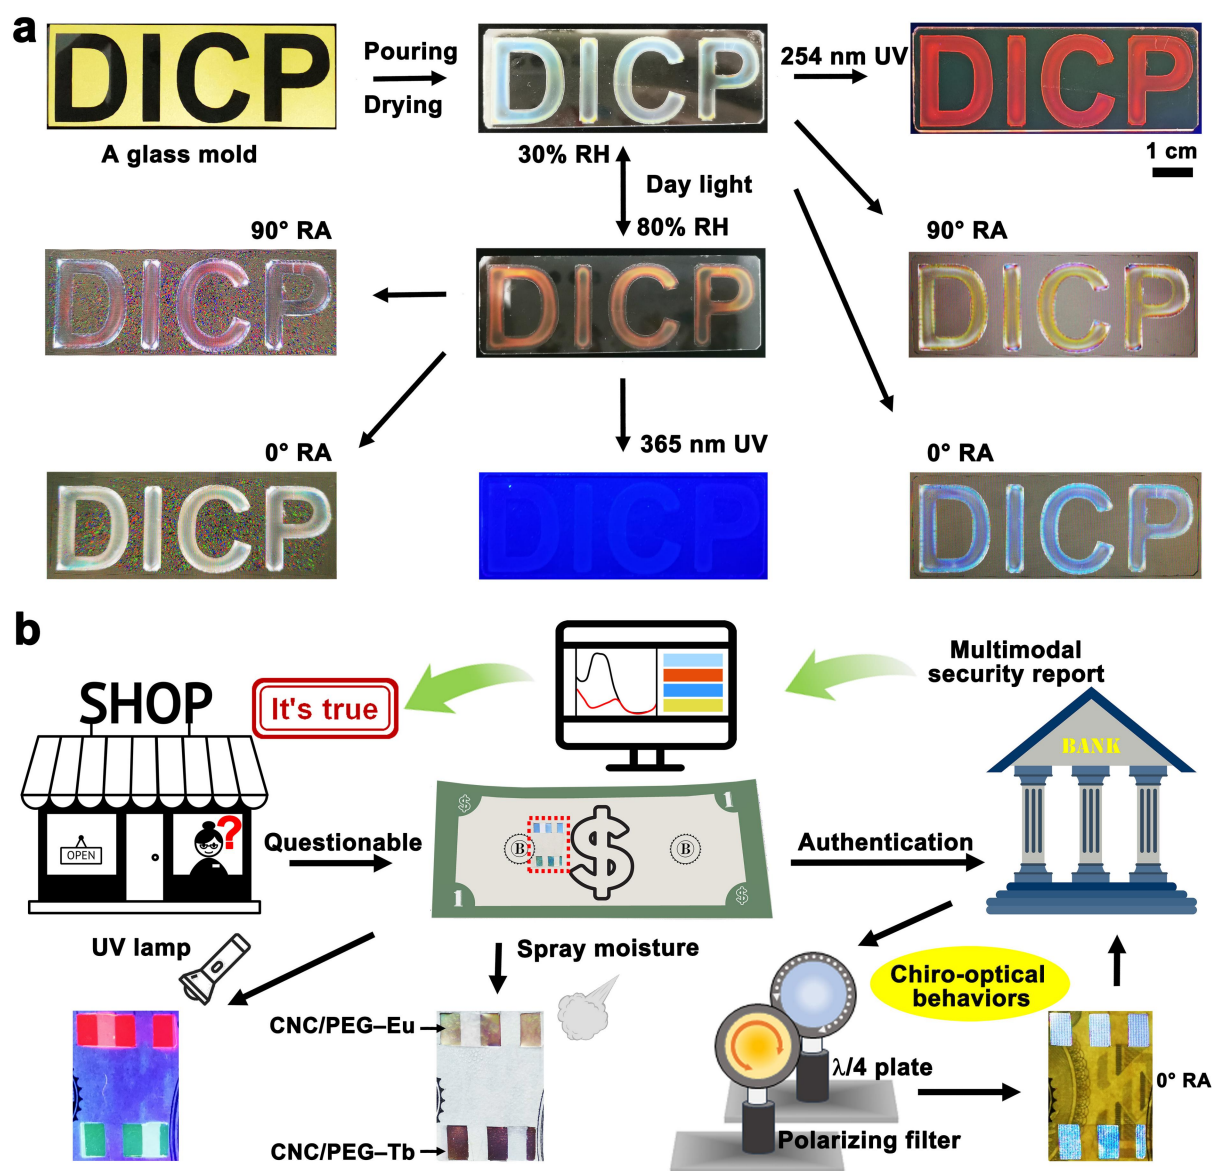 a
DICP
Pouring
Drying
DICP
254 nm UV
DICP
A glass mold
30% RH
1 cm
Day light
80% RH
90° RA
90° RA
DICP
DICP
DICP
0° RA
365 nm UV
0° RA
DICP
DICP
DICP
b
Multimodal
security report
SHOP
It's true
BANK
OPEN
?
Questionable
$
1
B
$
B
1
$
Authentication
UV lamp
Spray moisture
Chiro-optical
behaviors
CNC/PEG–Eu
λ/4 plate
0° RA
CNC/PEG–Tb
Polarizing filter